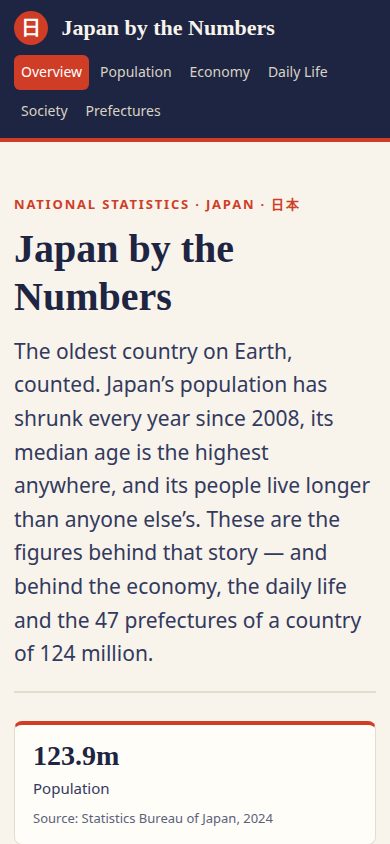 日 Japan by the Numbers
Overview Population Economy Daily Life
Society Prefectures
NATIONAL STATISTICS · JAPAN · 日本
Japan by the
Numbers
The oldest country on Earth,
counted. Japan’s population has
shrunk every year since 2008, its
median age is the highest
anywhere, and its people live longer
than anyone else’s. These are the
figures behind that story — and
behind the economy, the daily life
and the 47 prefectures of a country
of 124 million.
123.9m
Population
Source: Statistics Bureau of Japan, 2024